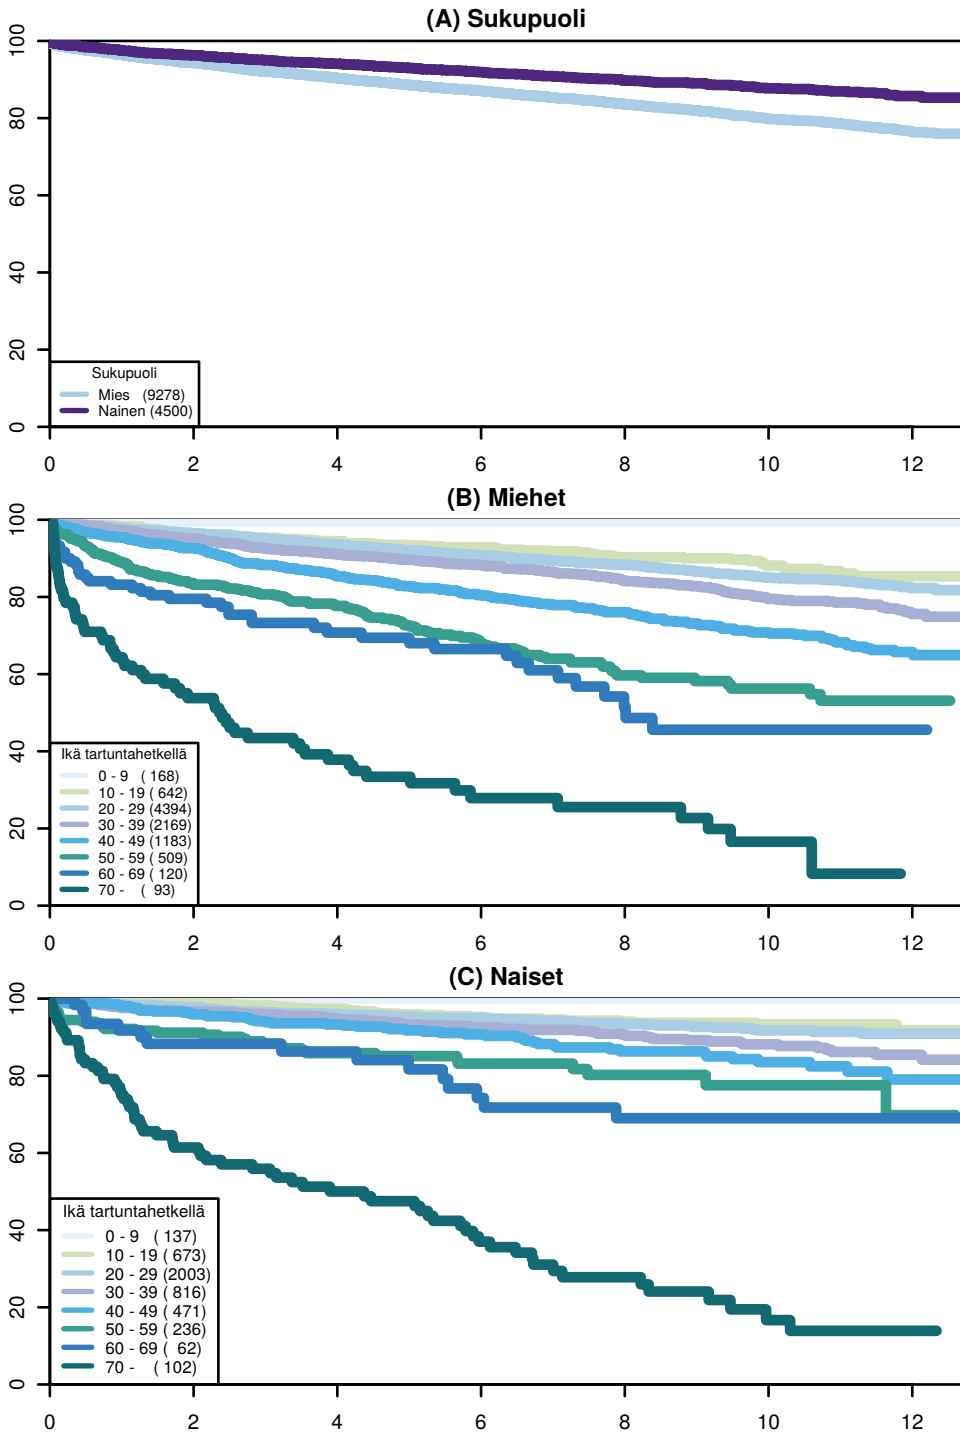 (A) Sukupuoli
100
80
60
40
20
0
Sukupuoli
Mies (9278)
Nainen (4500)
0 2 4 6 8 10 12
(B) Miehet
100
80
60
40
20
0
Ikä tartuntahetkellä
0 - 9 ( 168)
10 - 19 ( 642)
20 - 29 (4394)
30 - 39 (2169)
40 - 49 (1183)
50 - 59 ( 509)
60 - 69 ( 120)
70 - ( 93)
0 2 4 6 8 10 12
(C) Naiset
100
80
60
40
20
0
Ikä tartuntahetkellä
0 - 9 ( 137)
10 - 19 ( 673)
20 - 29 (2003)
30 - 39 ( 816)
40 - 49 ( 471)
50 - 59 ( 236)
60 - 69 ( 62)
70 - ( 102)
0 2 4 6 8 10 12